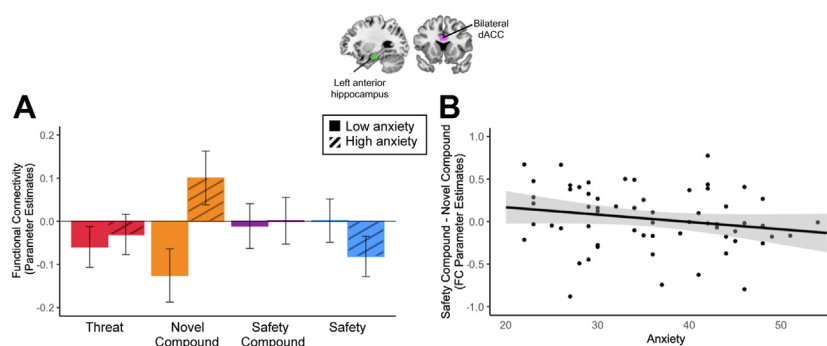 Bilateral
dACC
Left anterior
hippocampus
A
Low anxiety
High anxiety
Functional Connectivity
(Parameter Estimates)
0.2
0.1
0.0
-0.1
-0.2
Threat
Novel
Compound
Safety
Compound
Safety
B
Safety Compound - Novel Compound
(FC Parameter Estimates)
1.0
0.5
0.0
-0.5
-1.0
20 30 40 50
Anxiety